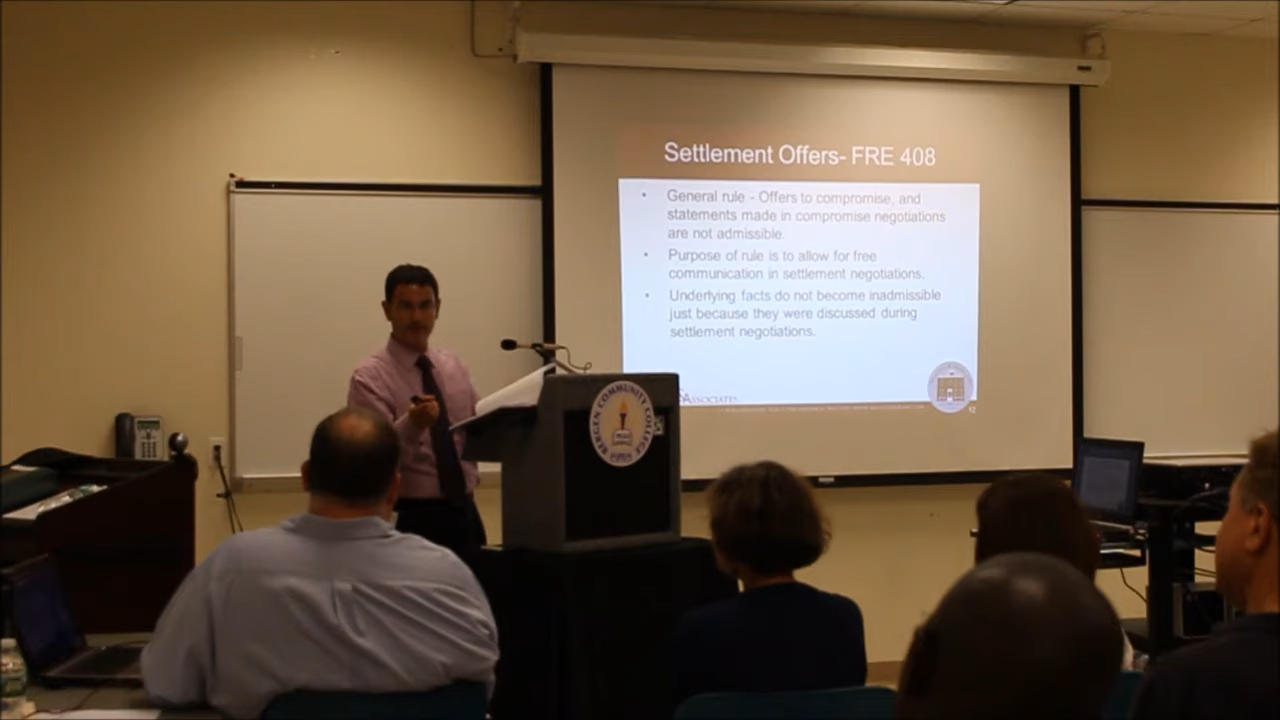 Settlement Offers- FRE 408
• General rule - Offers to compromise, and
statements made in compromise negotiations
are not admissible.
• Purpose of rule is to allow for free
communication in settlement negotiations.
• Underlying facts do not become inadmissible
just because they were discussed during
settlement negotiations.
ASSOCIATES
12
BERGEN COMMUNITY COLLEGE